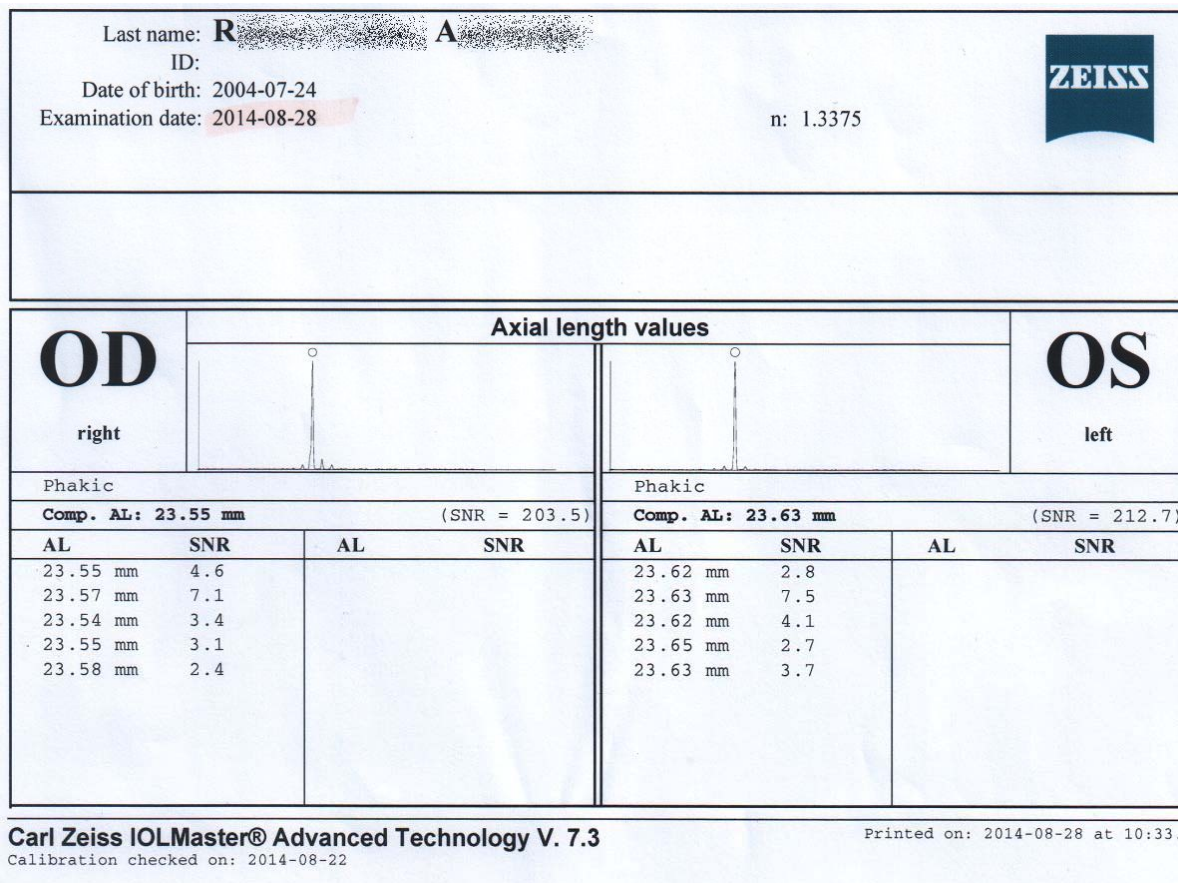 Last name: R A
ID:
Date of birth: 2004-07-24
Examination date: 2014-08-28
n: 1.3375
ZEISS
Axial length values
OD
right
OS
left
Phakic
Comp. AL: 23.55 mm (SNR = 203.5)
AL SNR AL SNR
23.55 mm 4.6
23.57 mm 7.1
23.54 mm 3.4
23.55 mm 3.1
23.58 mm 2.4
Phakic
Comp. AL: 23.63 mm (SNR = 212.7)
AL SNR AL SNR
23.62 mm 2.8
23.63 mm 7.5
23.62 mm 4.1
23.65 mm 2.7
23.63 mm 3.7
Carl Zeiss IOLMaster® Advanced Technology V. 7.3
Calibration checked on: 2014-08-22
Printed on: 2014-08-28 at 10:33.